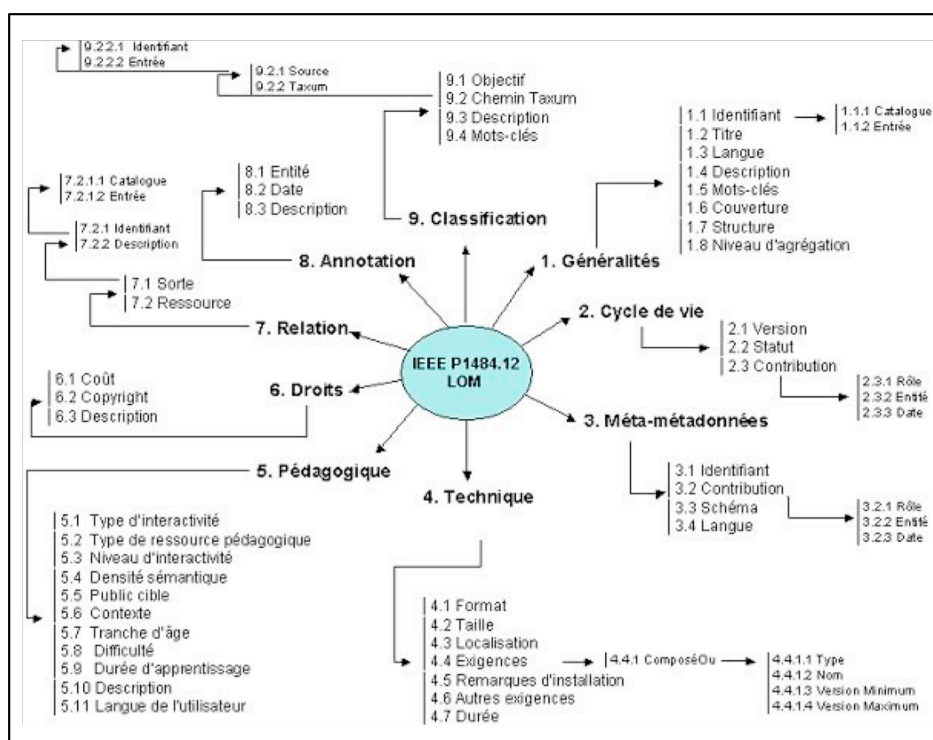 9.2.2.1 Identifiant
9.2.2.2 Entrée
9.2.1 Source
9.2.2 Taxum
9.1 Objectif
9.2 Chemin Taxum
9.3 Description
9.4 Mots-clés
9. Classification
8.1 Entité
8.2 Date
8.3 Description
8. Annotation
7.2.1.1 Catalogue
7.2.1.2 Entrée
7.2.1 Identifiant
7.2.2 Description
7.1 Sorte
7.2 Ressource
7. Relation
1.1 Identifiant
1.2 Titre
1.3 Langue
1.4 Description
1.5 Mots-clés
1.6 Couverture
1.7 Structure
1.8 Niveau d'agrégation
1.1.1 Catalogue
1.1.2 Entrée
1. Généralités
2. Cycle de vie
2.1 Version
2.2 Statut
2.3 Contribution
2.3.1 Rôle
2.3.2 Entité
2.3.3 Date
IEEE P1484.12
LOM
6.1 Coût
6.2 Copyright
6.3 Description
6. Droits
3. Méta-métadonnées
3.1 Identifiant
3.2 Contribution
3.3 Schéma
3.4 Langue
3.2.1 Rôle
3.2.2 Entité
3.2.3 Date
5. Pédagogique
5.1 Type d'interactivité
5.2 Type de ressource pédagogique
5.3 Niveau d'interactivité
5.4 Densité sémantique
5.5 Public cible
5.6 Contexte
5.7 Tranche d'âge
5.8 Difficulté
5.9 Durée d'apprentissage
5.10 Description
5.11 Langue de l'utilisateur
4. Technique
4.1 Format
4.2 Taille
4.3 Localisation
4.4 Exigences
4.5 Remarques d'installation
4.6 Autres exigences
4.7 Durée
4.4.1 ComposéOu
4.4.1.1 Type
4.4.1.2 Nom
4.4.1.3 Version Minimum
4.4.1.4 Version Maximum